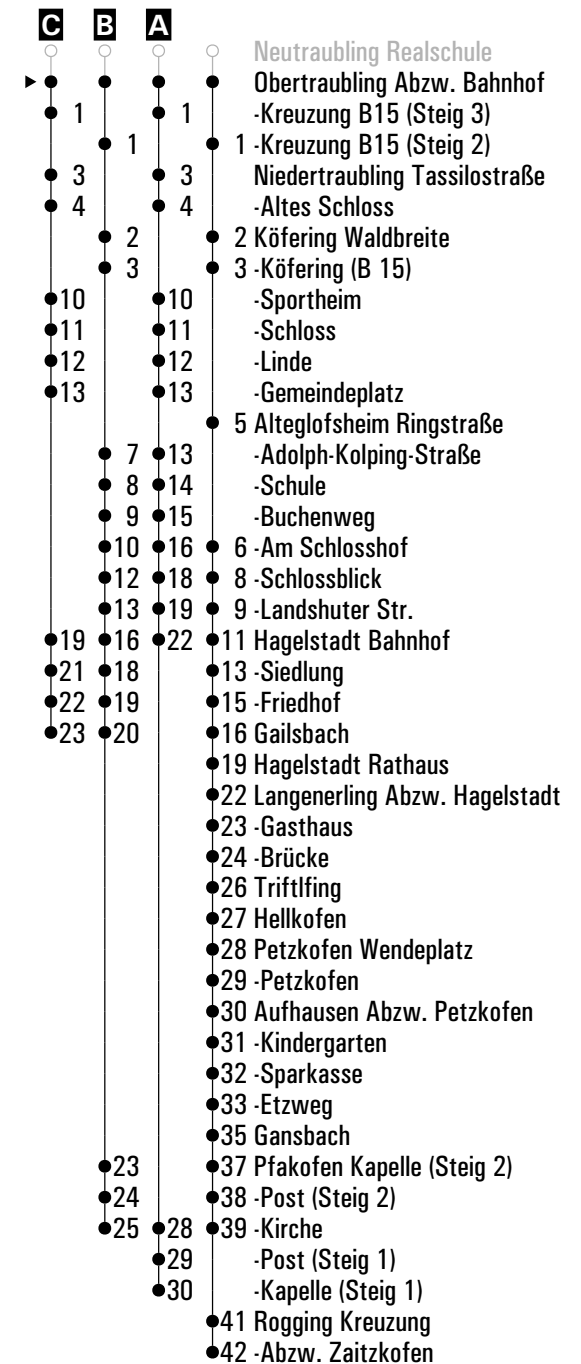 C B A
Neutraubling Realschule
Obertraubling Abzw. Bahnhof
1 1 -Kreuzung B15 (Steig 3)
1 1 -Kreuzung B15 (Steig 2)
3 3 Niedertraubling Tassilostraße
4 4 -Altes Schloss
2 2 Köfering Waldbreite
3 3 -Köfering (B 15)
10 10 -Sportheim
11 11 -Schloss
12 12 -Linde
13 13 -Gemeindeplatz
5 Alteglofsheim Ringstraße
7 13 -Adolph-Kolping-Straße
8 14 -Schule
9 15 -Buchenweg
10 16 6 -Am Schlosshof
12 18 8 -Schlossblick
13 19 9 -Landshuter Str.
19 16 22 11 Hagelstadt Bahnhof
21 18 13 -Siedlung
22 19 15 -Friedhof
23 20 16 Gailsbach
19 Hagelstadt Rathaus
22 Langenerling Abzw. Hagelstadt
23 -Gasthaus
24 -Brücke
26 Triftlfing
27 Hellkofen
28 Petzkofen Wendeplatz
29 -Petzkofen
30 Aufhausen Abzw. Petzkofen
31 -Kindergarten
32 -Sparkasse
33 -Etzweg
35 Gansbach
23 37 Pfakofen Kapelle (Steig 2)
24 38 -Post (Steig 2)
25 28 39 -Kirche
29 -Post (Steig 1)
30 -Kapelle (Steig 1)
41 Rogging Kreuzung
42 -Abzw. Zaitzkofen